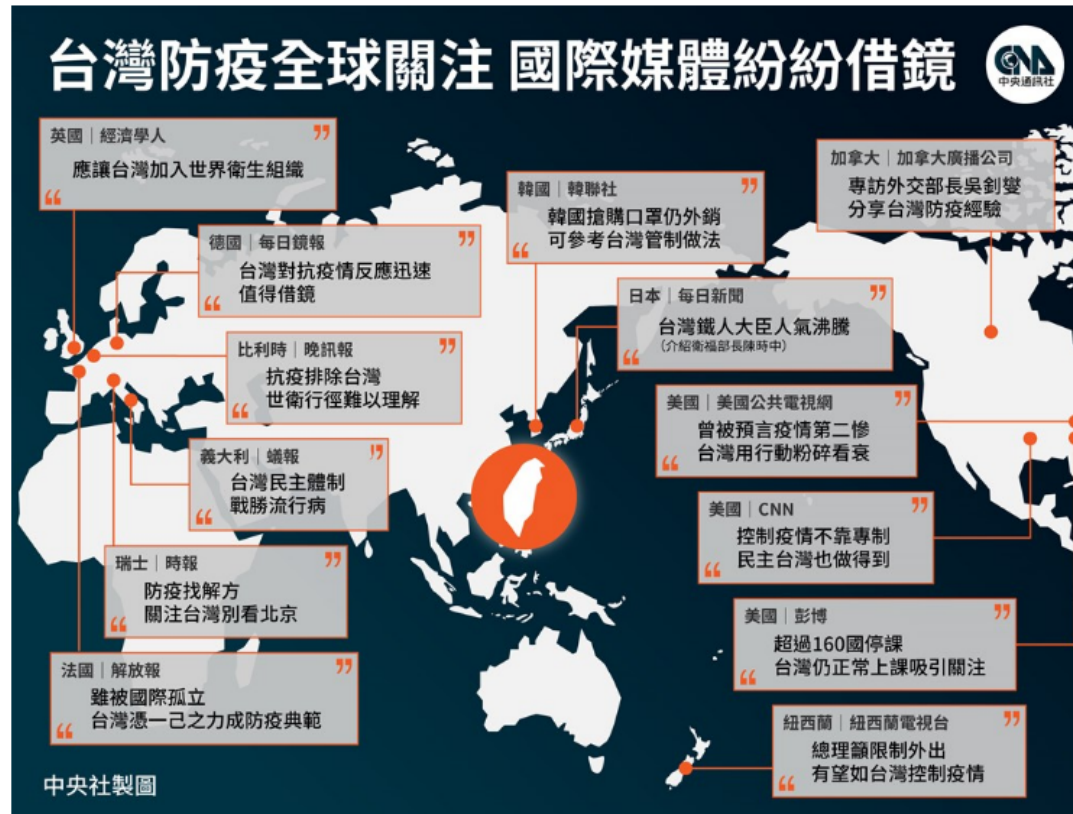 台灣防疫全球關注 國際媒體紛紛借鏡
CNA
中央通訊社
英國｜經濟學人
應讓台灣加入世界衛生組織
德國｜每日鏡報
台灣對抗疫情反應迅速
值得借鏡
比利時｜晚訊報
抗疫排除台灣
世衛行徑難以理解
義大利｜蟻報
台灣民主體制
戰勝流行病
瑞士｜時報
防疫找解方
關注台灣別看北京
法國｜解放報
雖被國際孤立
台灣憑一己之力成防疫典範
韓國｜韓聯社
韓國搶購口罩仍外銷
可參考台灣管制做法
日本｜每日新聞
台灣鐵人大臣人氣沸騰
（介紹衛福部長陳時中）
加拿大｜加拿大廣播公司
專訪外交部長吳釗燮
分享台灣防疫經驗
美國｜美國公共電視網
曾被預言疫情第二慘
台灣用行動粉碎看衰
美國｜CNN
控制疫情不靠專制
民主台灣也做得到
美國｜彭博
超過160國停課
台灣仍正常上課吸引關注
紐西蘭｜紐西蘭電視台
總理籲限制外出
有望如台灣控制疫情
中央社製圖